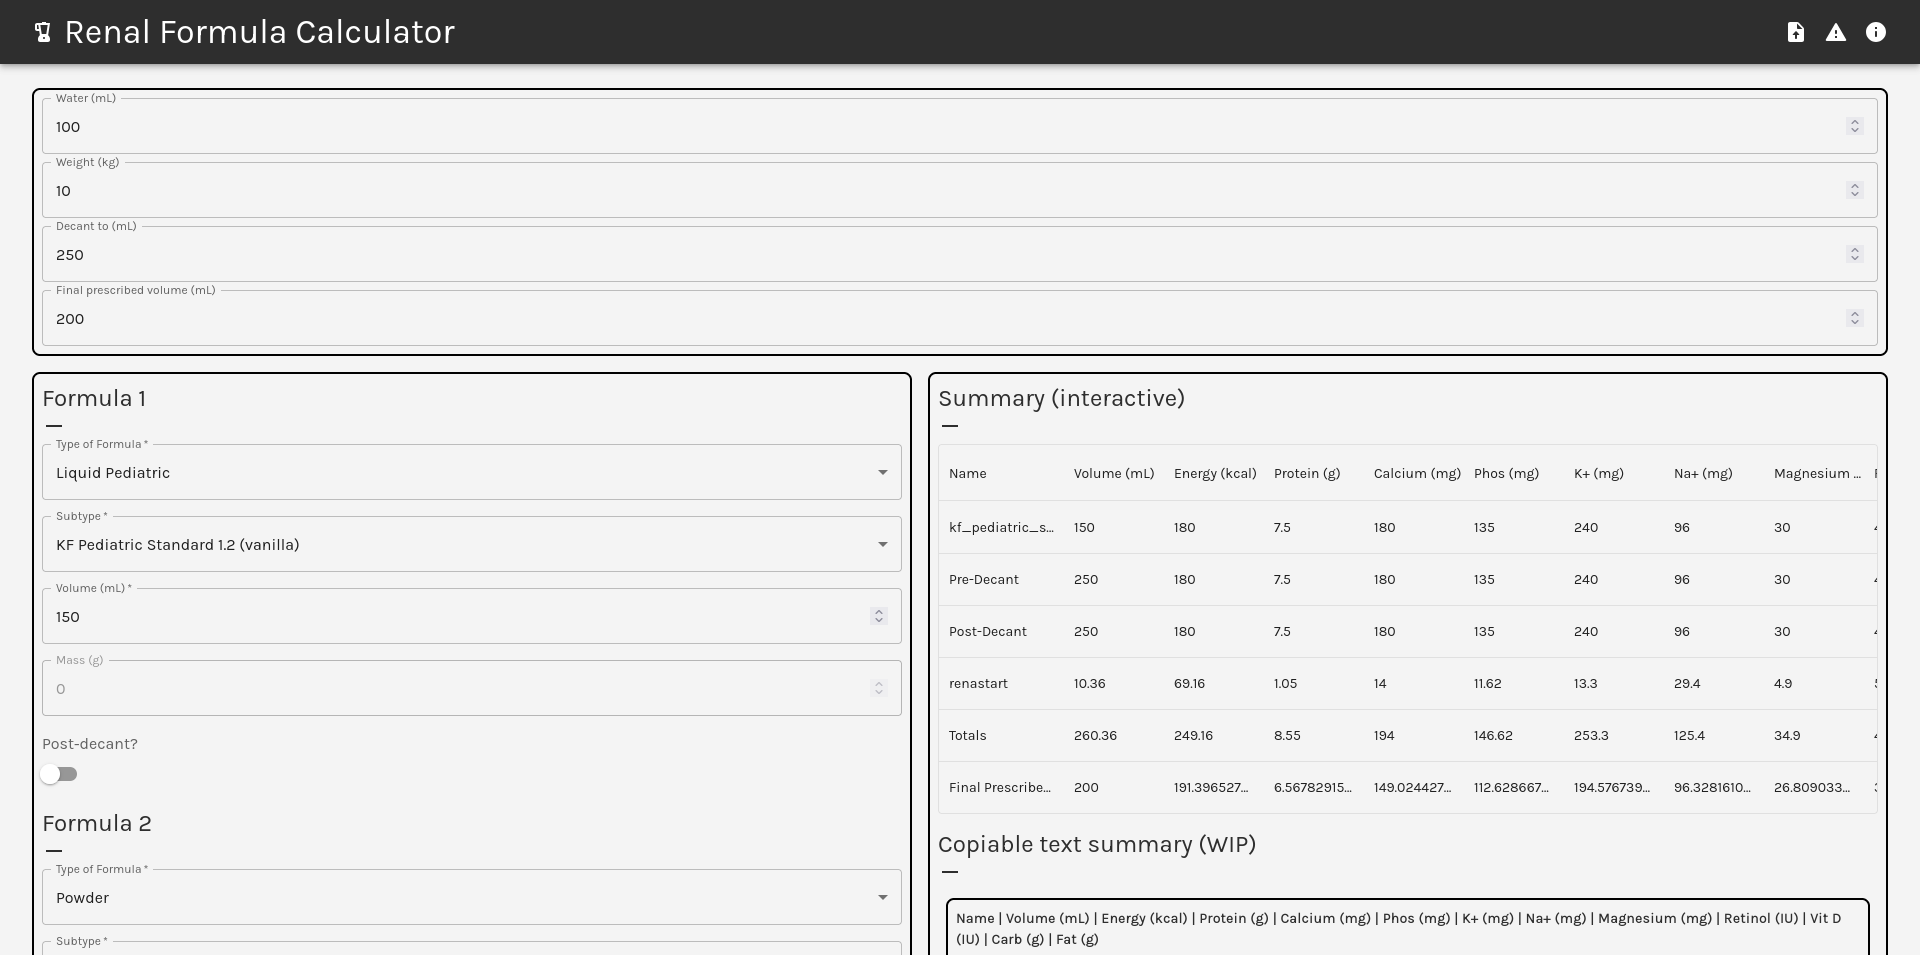 Renal Formula Calculator
Water (mL)
100
Weight (kg)
10
Decant to (mL)
250
Final prescribed volume (mL)
200
Formula 1
Type of Formula *
Liquid Pediatric
Subtype *
KF Pediatric Standard 1.2 (vanilla)
Volume (mL) *
150
Mass (g)
0
Post-decant?
Formula 2
Type of Formula *
Powder
Subtype *
Summary (interactive)
Name Volume (mL) Energy (kcal) Protein (g) Calcium (mg) Phos (mg) K+ (mg) Na+ (mg) Magnesium ...
kf_pediatric_s... 150 180 7.5 180 135 240 96 30
Pre-Decant 250 180 7.5 180 135 240 96 30
Post-Decant 250 180 7.5 180 135 240 96 30
renastart 10.36 69.16 1.05 14 11.62 13.3 29.4 4.9
Totals 260.36 249.16 8.55 194 146.62 253.3 125.4 34.9
Final Prescribe... 200 191.396527... 6.56782915... 149.024427... 112.628667... 194.576739... 96.3281610... 26.809033...
Copiable text summary (WIP)
Name | Volume (mL) | Energy (kcal) | Protein (g) | Calcium (mg) | Phos (mg) | K+ (mg) | Na+ (mg) | Magnesium (mg) | Retinol (IU) | Vit D
(IU) | Carb (g) | Fat (g)